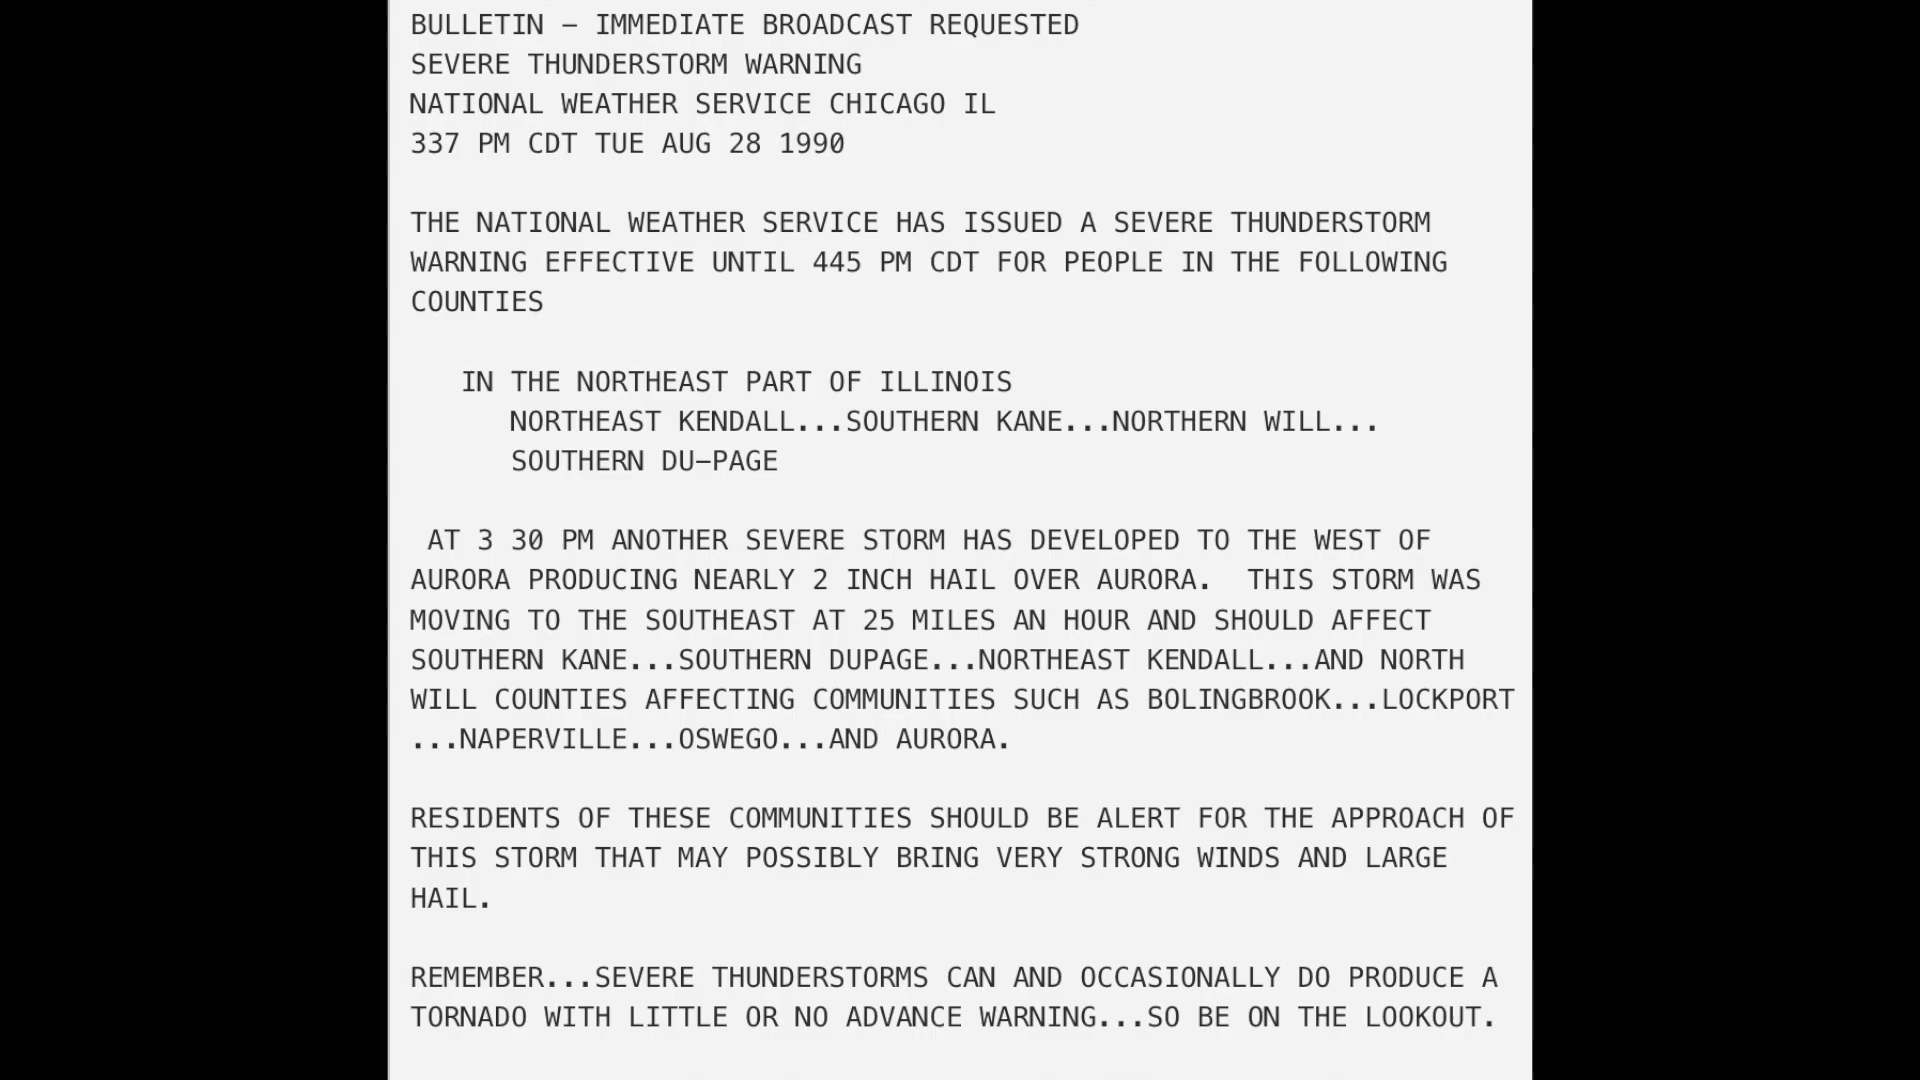 BULLETIN - IMMEDIATE BROADCAST REQUESTED
SEVERE THUNDERSTORM WARNING
NATIONAL WEATHER SERVICE CHICAGO IL
337 PM CDT TUE AUG 28 1990
THE NATIONAL WEATHER SERVICE HAS ISSUED A SEVERE THUNDERSTORM
WARNING EFFECTIVE UNTIL 445 PM CDT FOR PEOPLE IN THE FOLLOWING
COUNTIES
IN THE NORTHEAST PART OF ILLINOIS
NORTHEAST KENDALL...SOUTHERN KANE...NORTHERN WILL...
SOUTHERN DU-PAGE
AT 3 30 PM ANOTHER SEVERE STORM HAS DEVELOPED TO THE WEST OF
AURORA PRODUCING NEARLY 2 INCH HAIL OVER AURORA.  THIS STORM WAS
MOVING TO THE SOUTHEAST AT 25 MILES AN HOUR AND SHOULD AFFECT
SOUTHERN KANE...SOUTHERN DUPAGE...NORTHEAST KENDALL...AND NORTH
WILL COUNTIES AFFECTING COMMUNITIES SUCH AS BOLINGBROOK...LOCKPORT
...NAPERVILLE...OSWEGO...AND AURORA.
RESIDENTS OF THESE COMMUNITIES SHOULD BE ALERT FOR THE APPROACH OF
THIS STORM THAT MAY POSSIBLY BRING VERY STRONG WINDS AND LARGE
HAIL.
REMEMBER...SEVERE THUNDERSTORMS CAN AND OCCASIONALLY DO PRODUCE A
TORNADO WITH LITTLE OR NO ADVANCE WARNING...SO BE ON THE LOOKOUT.